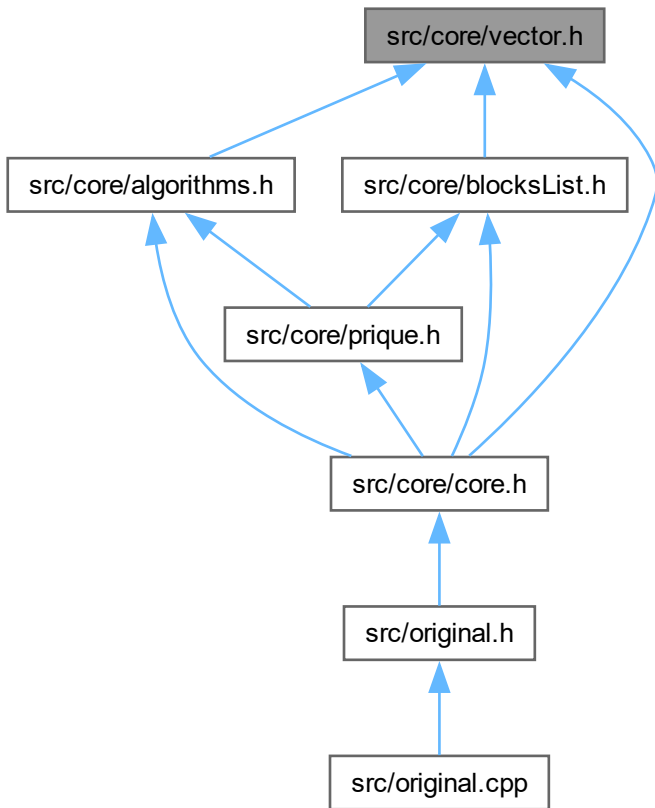 src/core/vector.h
src/core/algorithms.h
src/core/blocksList.h
src/core/prique.h
src/core/core.h
src/original.h
src/original.cpp